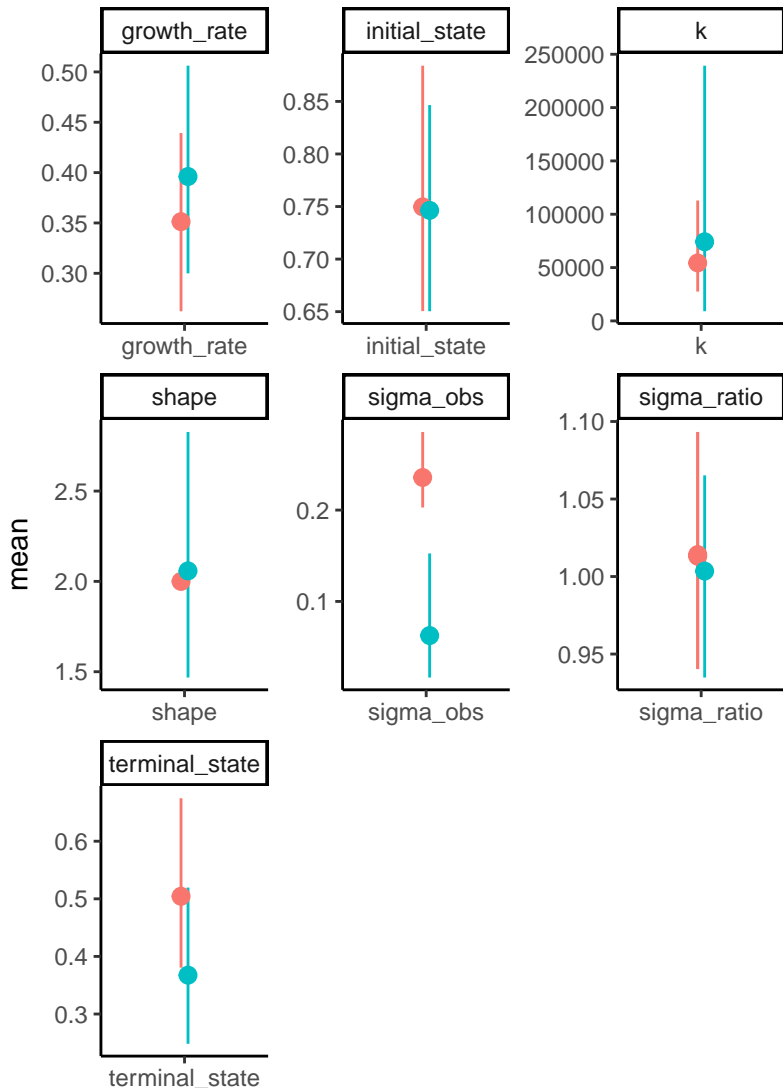 growth_rate
initial_state
k
0.50
0.45
0.40
0.35
0.30
0.85
0.80
0.75
0.70
0.65
250000
200000
150000
100000
50000
0
growth_rate
initial_state
k
shape
sigma_obs
sigma_ratio
mean
2.5
2.0
1.5
0.2
0.1
1.10
1.05
1.00
0.95
shape
sigma_obs
sigma_ratio
terminal_state
0.6
0.5
0.4
0.3
terminal_state